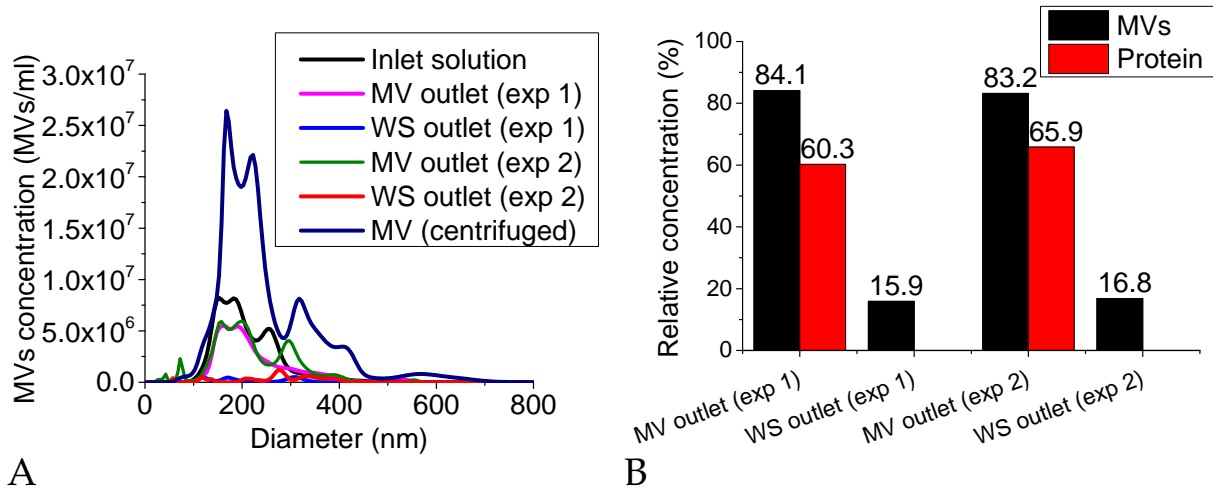 Inlet solution
MV outlet (exp 1)
WS outlet (exp 1)
MV outlet (exp 2)
WS outlet (exp 2)
MV (centrifuged)
MVs concentration (MVs/ml)
3.0x10⁷
2.5x10⁷
2.0x10⁷
1.5x10⁷
1.0x10⁷
5.0x10⁶
0.0
0 200 400 600 800
Diameter (nm)
A
MVs
Protein
Relative concentration (%)
100
80
60
40
20
0
84.1
60.3
15.9
83.2
65.9
16.8
MV outlet (exp 1)
WS outlet (exp 1)
MV outlet (exp 2)
WS outlet (exp 2)
B